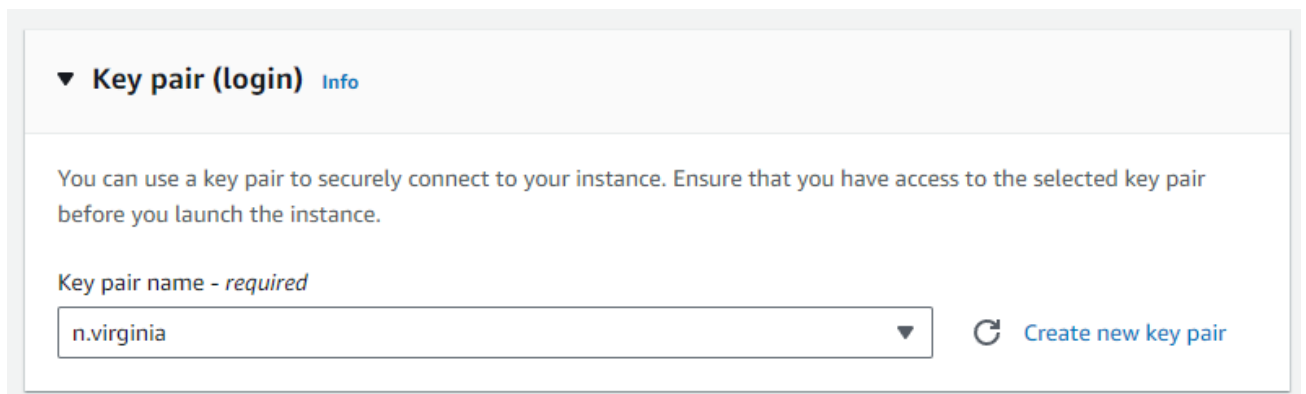 Key pair (login) Info
You can use a key pair to securely connect to your instance. Ensure that you have access to the selected key pair
before you launch the instance.
Key pair name - required
n.virginia
Create new key pair